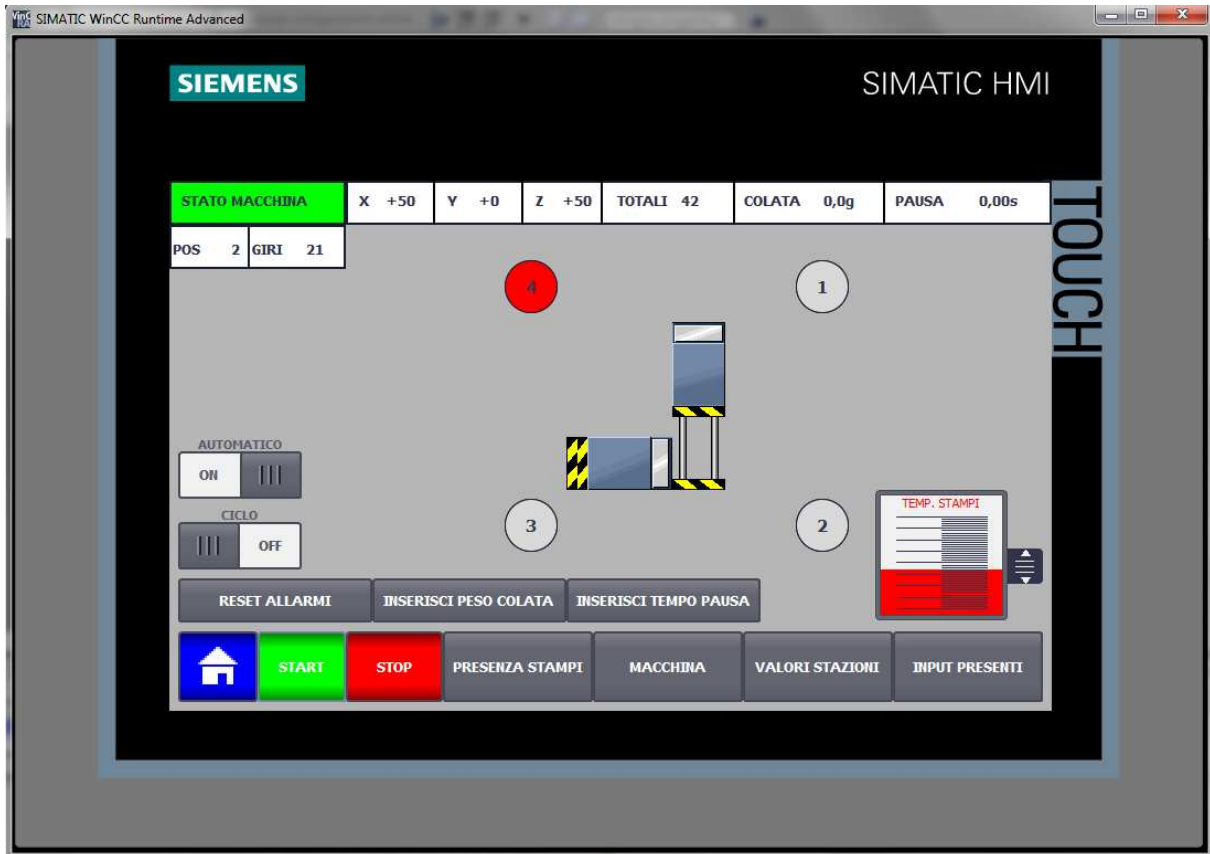 SIMATIC WinCC Runtime Advanced
SIEMENS
SIMATIC HMI
TOUCH
STATO MACCHINA X +50 Y +0 Z +50 TOTALI 42 COLATA 0,0g PAUSA 0,00s
POS 2 GIRI 21
4 1
AUTOMATICO
ON
CICLO
OFF
3 2
TEMP. STAMPI
RESET ALLARMI INSERISCI PESO COLATA INSERISCI TEMPO PAUSA
START STOP PRESENZA STAMPI MACCHINA VALORI STAZIONI INPUT PRESENTI